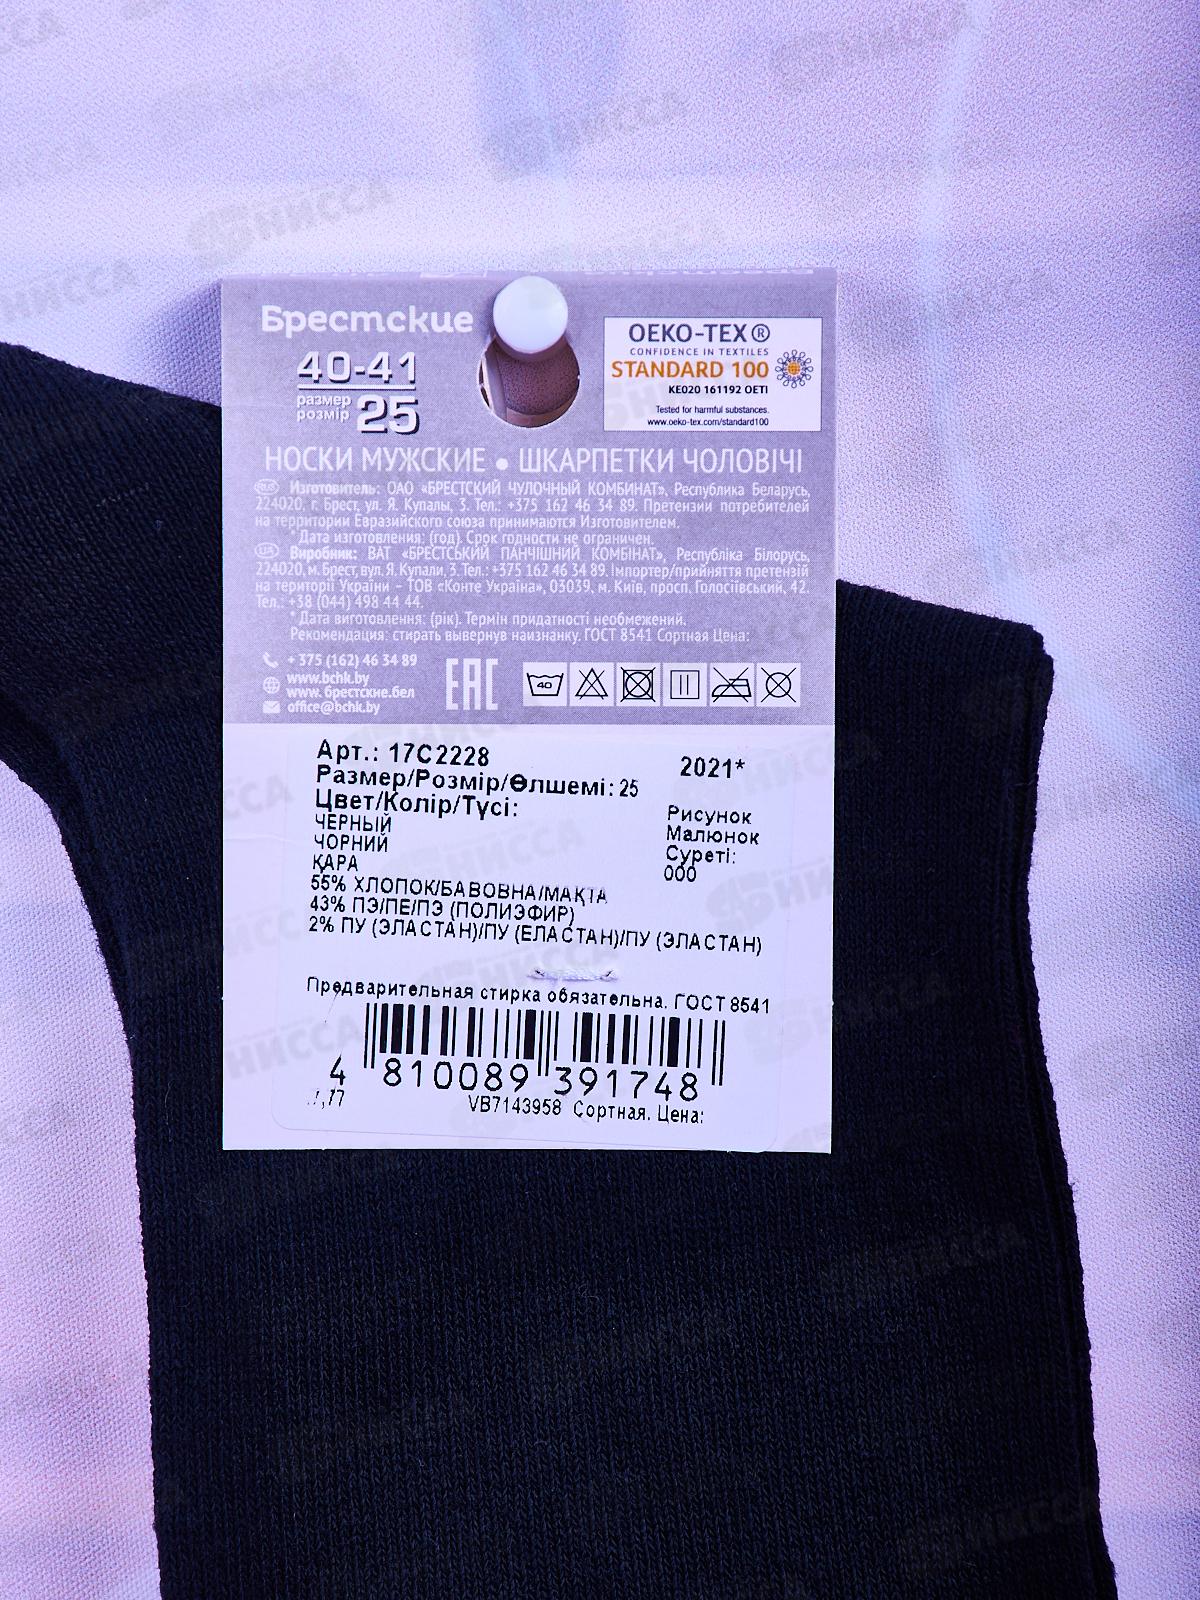 Брестские
40-41
размер
розмір 25
OEKO-TEX®
CONFIDENCE IN TEXTILES
STANDARD 100
KE020 161192 OETI
Tested for harmful substances.
www.oeko-tex.com/standard100
НОСКИ МУЖСКИЕ • ШКАРПЕТКИ ЧОЛОВІЧІ
RUS Изготовитель: ОАО «БРЕСТСКИЙ ЧУЛОЧНЫЙ КОМБИНАТ», Республика Беларусь,
224020, г. Брест, ул. Я. Купалы, 3. Тел.: +375 162 46 34 89. Претензии потребителей
на территории Евразийского союза принимаются Изготовителем.
* Дата изготовления: (год). Срок годности не ограничен.
UA Виробник: ВАТ «БРЕСТСЬКИЙ ПАНЧІШНИЙ КОМБІНАТ», Республіка Білорусь,
224020, м. Брест, вул. Я. Купали, 3. Тел.: +375 162 46 34 89. Імпортер/прийняття претензій
на території України – ТОВ «Конте Україна», 03039, м. Київ, просп. Голосіївський, 42.
Тел.: +38 (044) 498 44 44.
* Дата виготовлення: (рік). Термін придатності необмежений.
Рекомендация: стирать вывернув наизнанку. ГОСТ 8541 Сортная Цена:
+ 375 (162) 46 34 89
www.bchk.by
www.брестские.бел
office@bchk.by
EAC
40
Арт.: 17С2228
2021*
Размер/Розмір/Өлшемі: 25
Цвет/Колір/Түсі:
ЧЕРНЫЙ
ЧОРНИЙ
ҚАРА
Рисунок
Малюнок
Суреті:
000
55% ХЛОПОК/БАВОВНА/МАҚТА
43% ПЭ/ПЕ/ПЭ (ПОЛИЭФИР)
2% ПУ (ЭЛАСТАН)/ПУ (ЕЛАСТАН)/ПУ (ЭЛАСТАН)
Предварительная стирка обязательна. ГОСТ 8541
4 810089 391748
VB7143958 Сортная. Цена: